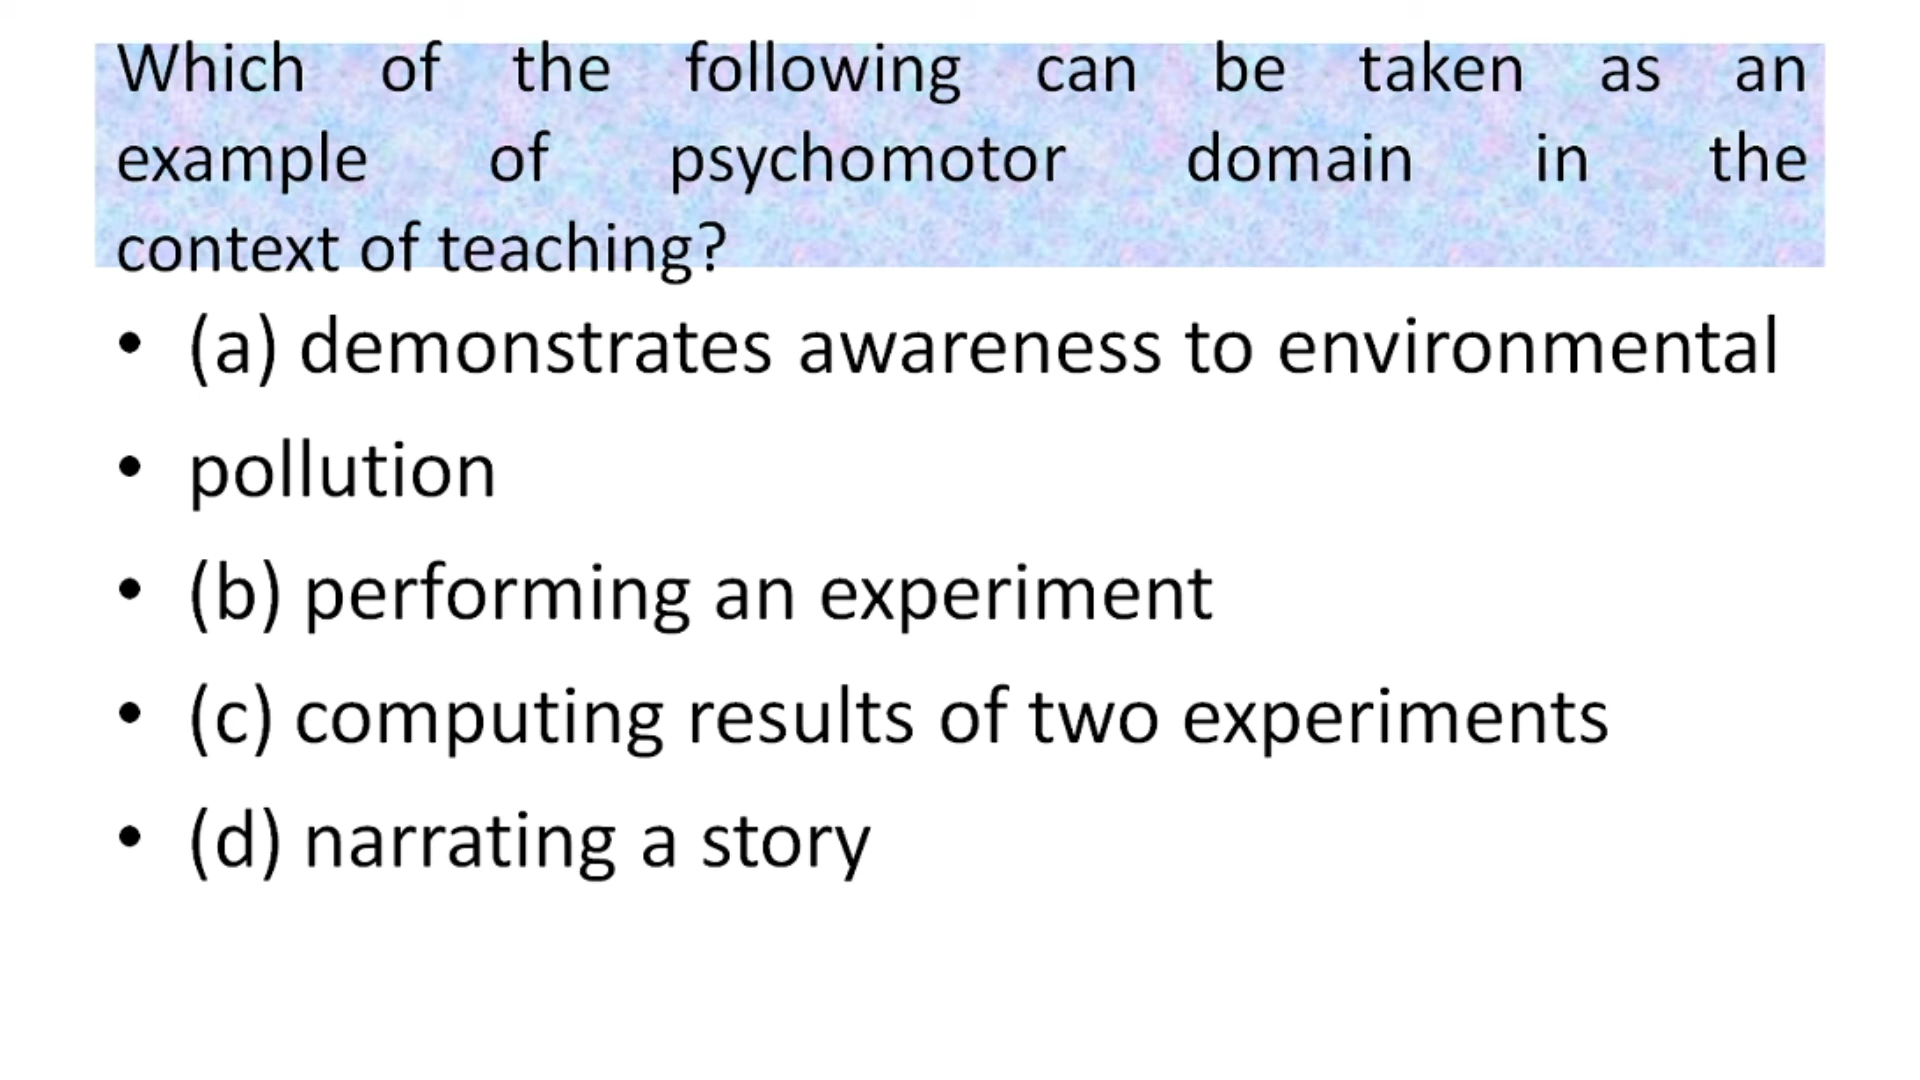 Which of the following can be taken as an
example of psychomotor domain in the
context of teaching?
• (a) demonstrates awareness to environmental
• pollution
• (b) performing an experiment
• (c) computing results of two experiments
• (d) narrating a story